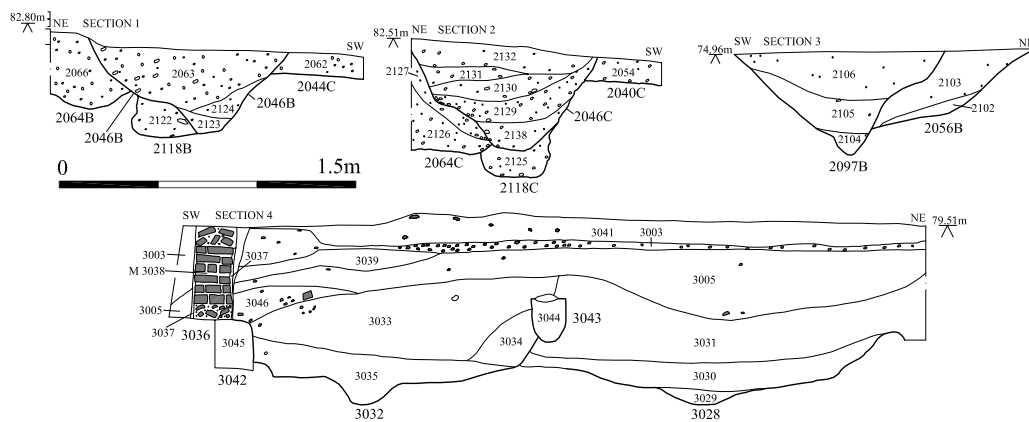 82.80m
NE SECTION 1
SW
2066
2063
2062
2044C
2124
2046B
2122
2123
2064B
2046B
2118B
82.51m
NE SECTION 2
SW
2132
2127
2131
2054
2130
2040C
2129
2046C
2126
2138
2064C
2125
2118C
SW SECTION 3
NE
74.96m
2106
2103
2105
2102
2056B
2104
2097B
0 1.5m
SW SECTION 4
NE
79.51m
3041
3003
3003
3037
M 3038
3039
3005
3046
3005
3033
3044
3043
3037
3036
3045
3034
3031
3042
3035
3030
3029
3032
3028